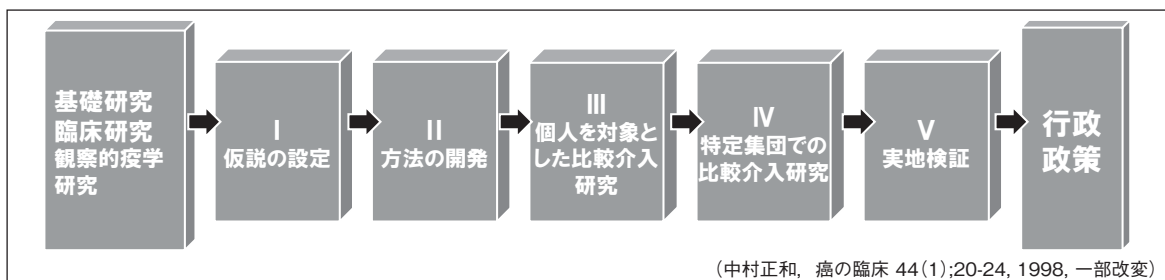 基礎研究
臨床研究
観察的疫学
研究
Ⅰ
仮説の設定
Ⅱ
方法の開発
Ⅲ
個人を対象と
した比較介入
研究
Ⅳ
特定集団での
比較介入研究
Ⅴ
実地検証
行政
政策
(中村正和, 癌の臨床 44(1);20-24, 1998, 一部改変)